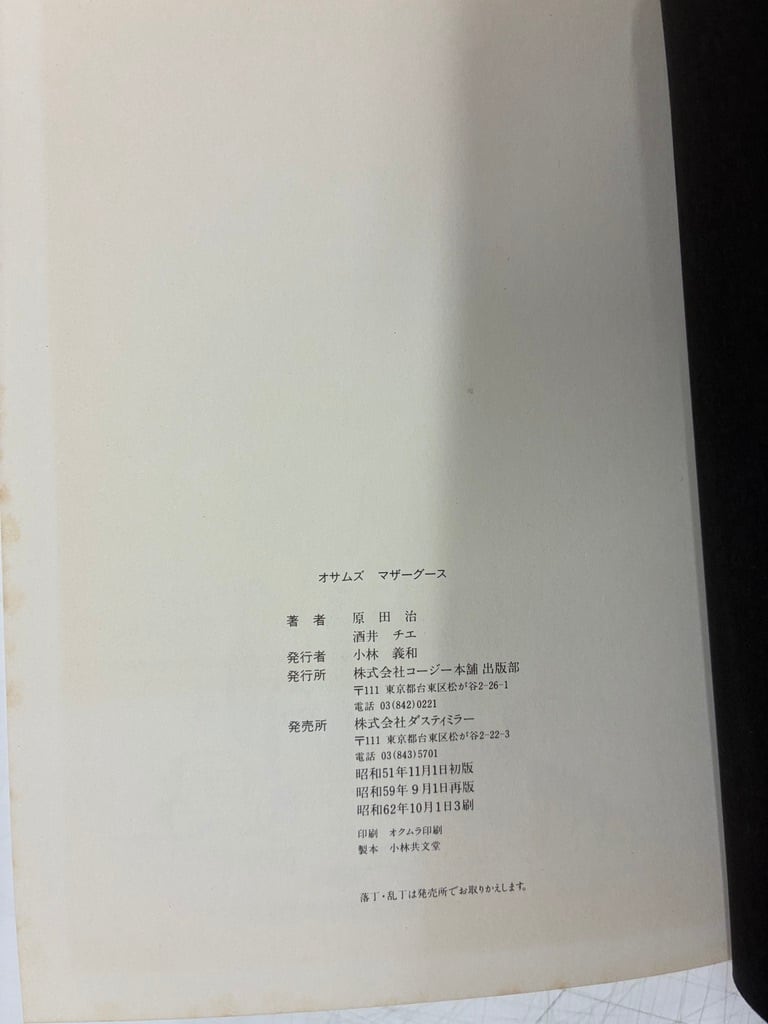 オサムズ　マザーグース
著　者　原　田　治
酒井　チエ
発行者　小林　義和
発行所　株式会社コージー本舗 出版部
〒111 東京都台東区松が谷2-26-1
電話 03(842)0221
発売所　株式会社ダスティミラー
〒111 東京都台東区松が谷2-22-3
電話 03(843)5701
昭和51年11月1日初版
昭和59年 9月1日再版
昭和62年10月1日3刷
印刷　オクムラ印刷
製本　小林共文堂
落丁・乱丁は発売所でお取りかえします。